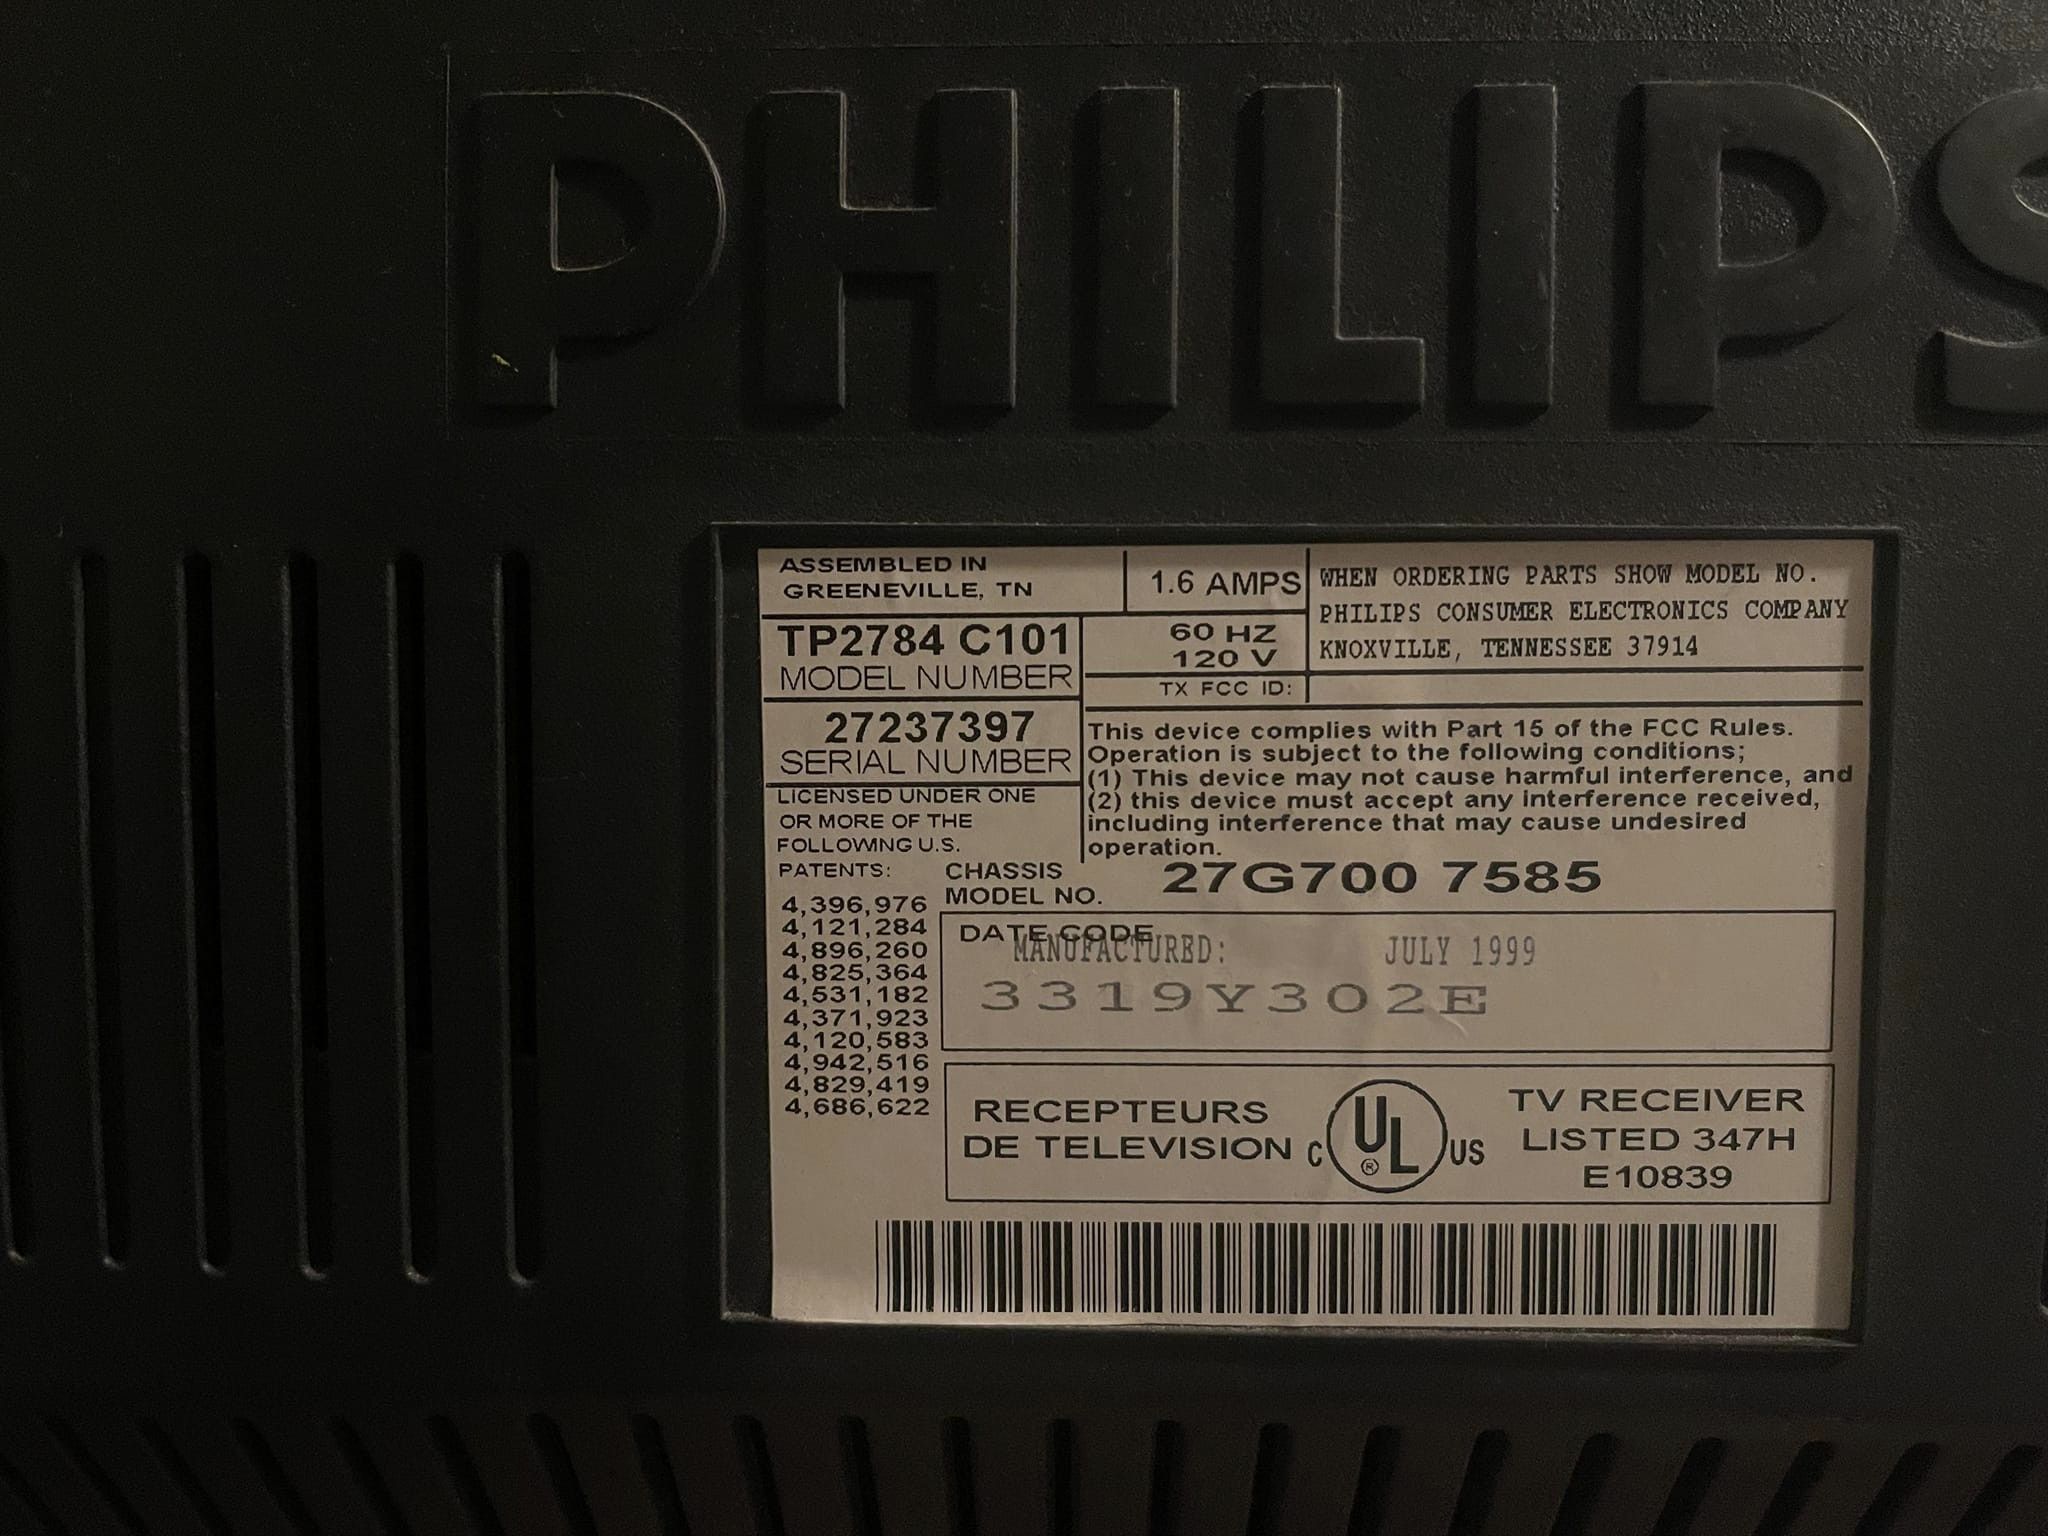 PHILIPS
ASSEMBLED IN
GREENEVILLE, TN
1.6 AMPS
WHEN ORDERING PARTS SHOW MODEL NO.
PHILIPS CONSUMER ELECTRONICS COMPANY
KNOXVILLE, TENNESSEE 37914
TP2784 C101
MODEL NUMBER
60 HZ
120 V
TX FCC ID:
27237397
SERIAL NUMBER
This device complies with Part 15 of the FCC Rules.
Operation is subject to the following conditions;
(1) This device may not cause harmful interference, and
(2) this device must accept any interference received,
including interference that may cause undesired
operation.
LICENSED UNDER ONE
OR MORE OF THE
FOLLOWING U.S.
PATENTS:
4,396,976
4,121,284
4,896,260
4,825,364
4,531,182
4,371,923
4,120,583
4,942,516
4,829,419
4,686,622
CHASSIS
MODEL NO.
27G700 7585
DATE CODE
MANUFACTURED: JULY 1999
3319Y302E
RECEPTEURS
DE TELEVISION
C UL® US
TV RECEIVER
LISTED 347H
E10839